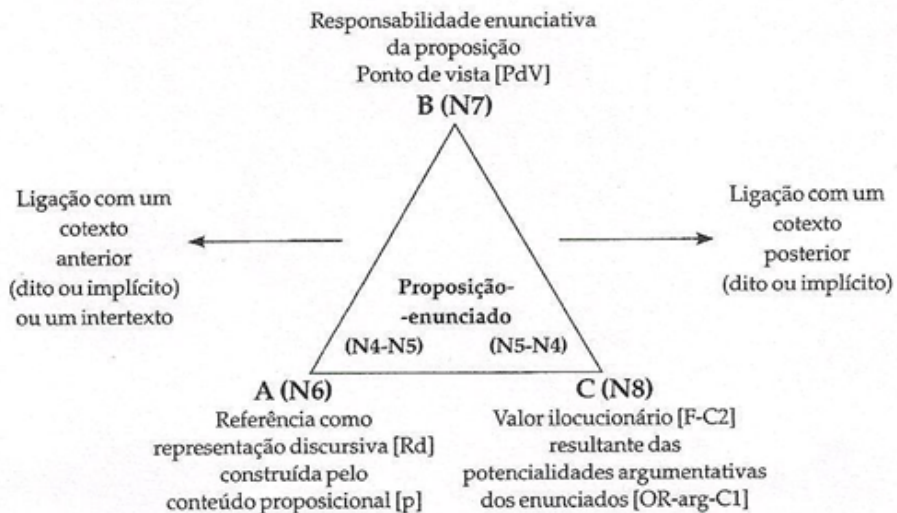 Responsabilidade enunciativa
da proposição
Ponto de vista [PdV]
B (N7)
Ligação com um
cotexto
anterior
(dito ou implícito)
ou um intertexto
Ligação com um
cotexto
posterior
(dito ou implícito)
Proposição-
-enunciado
(N4-N5) (N5-N4)
A (N6)
Referência como
representação discursiva [Rd]
construída pelo
conteúdo proposicional [p]
C (N8)
Valor ilocucionário [F-C2]
resultante das
potencialidades argumentativas
dos enunciados [OR-arg-C1]